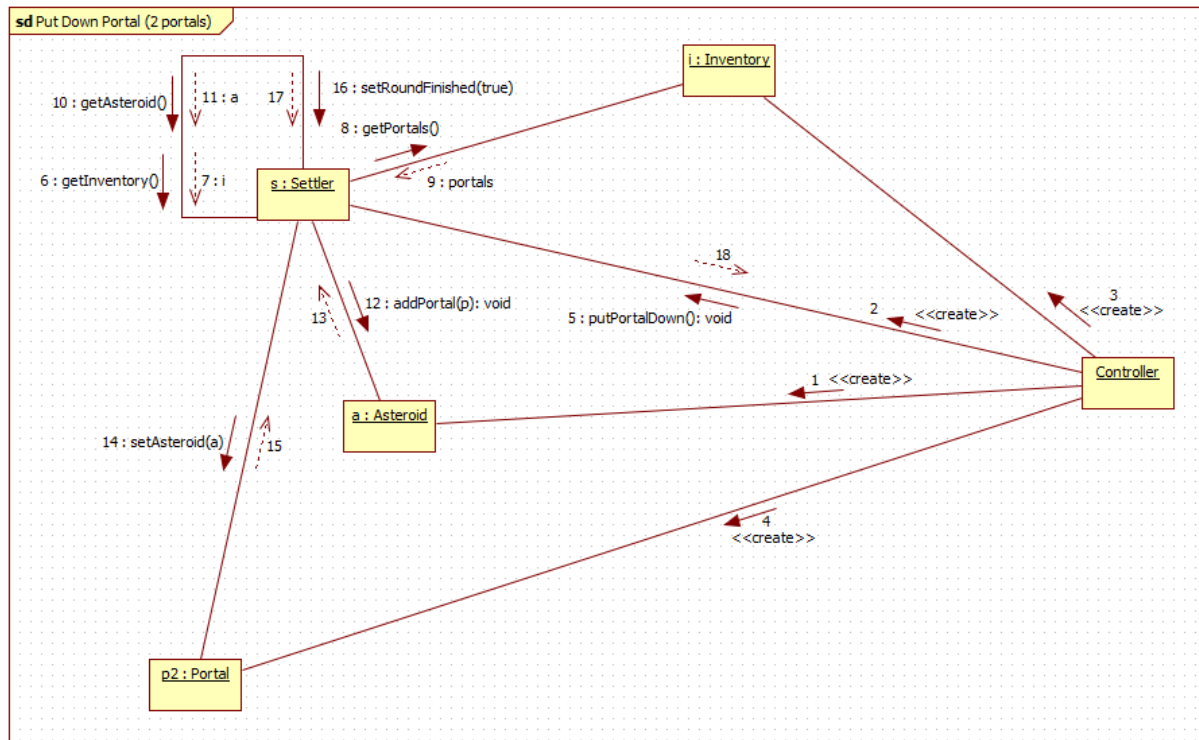 sd Put Down Portal (2 portals)
i : Inventory
16 : setRoundFinished(true)
11 : a
17
10 : getAsteroid()
8 : getPortals()
6 : getInventory()
7 : i
s : Settler
9 : portals
18
12 : addPortal(p): void
13
5 : putPortalDown(): void
2
<<create>>
3
<<create>>
Controller
1
<<create>>
a : Asteroid
14 : setAsteroid(a)
15
4
<<create>>
p2 : Portal